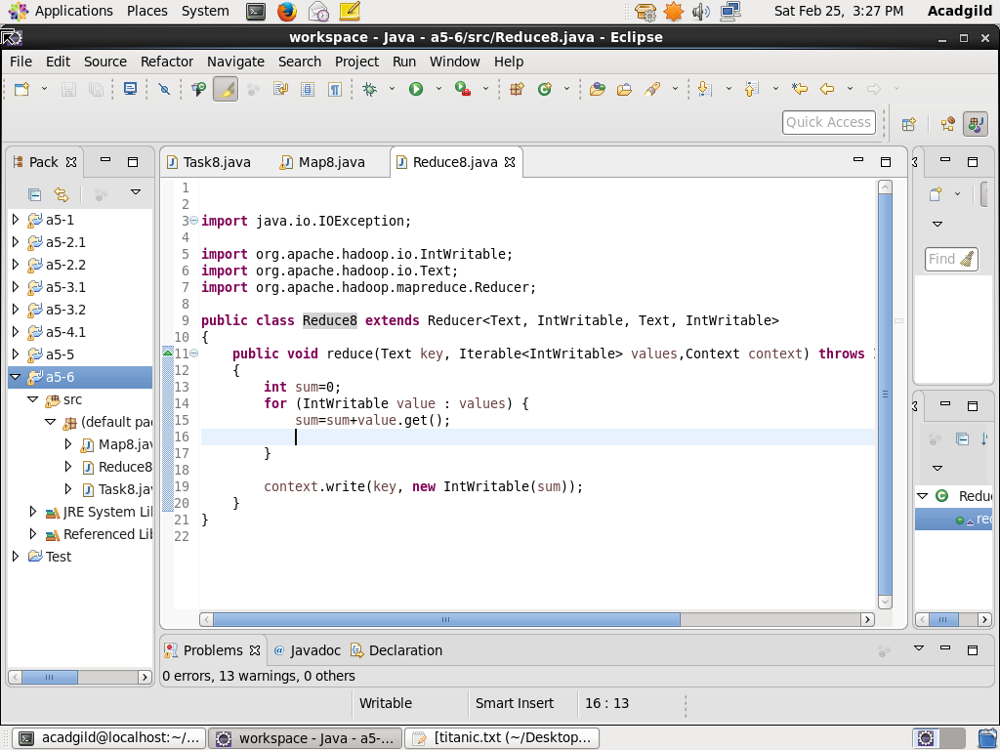 Applications Places System Sat Feb 25, 3:27 PM Acadgild
workspace - Java - a5-6/src/Reduce8.java - Eclipse
File Edit Source Refactor Navigate Search Project Run Window Help
Quick Access
Pack
Task8.java Map8.java Reduce8.java
a5-1
a5-2.1
a5-2.2
a5-3.1
a5-3.2
a5-4.1
a5-5
a5-6
src
(default pa
Map8.jav
Reduce8
Task8.jav
JRE System Li
Referenced Lib
Test
1
2
3 import java.io.IOException;
4
5 import org.apache.hadoop.io.IntWritable;
6 import org.apache.hadoop.io.Text;
7 import org.apache.hadoop.mapreduce.Reducer;
8
9 public class Reduce8 extends Reducer<Text, IntWritable, Text, IntWritable>
10 {
11 public void reduce(Text key, Iterable<IntWritable> values,Context context) throws
12 {
13 int sum=0;
14 for (IntWritable value : values) {
15 sum=sum+value.get();
16
17 }
18
19 context.write(key, new IntWritable(sum));
20 }
21 }
22
Find
Redu
red
Problems @ Javadoc Declaration
0 errors, 13 warnings, 0 others
Writable Smart Insert 16 : 13
acadgild@localhost:~/... workspace - Java - a5-... [titanic.txt (~/Desktop...